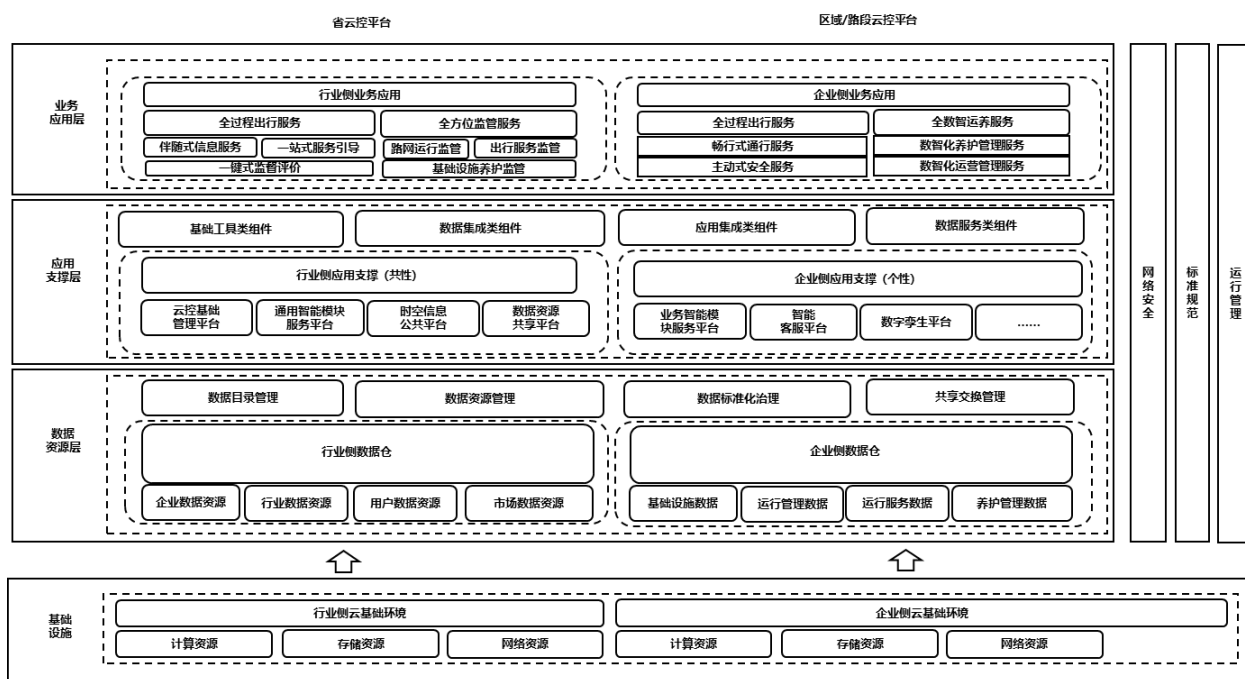 省云控平台
区域/路段云控平台
业务
应用层
行业侧业务应用
全过程出行服务
全方位监管服务
伴随式信息服务
一站式服务引导
路网运行监管
出行服务监管
一键式监督评价
基础设施养护监管
企业侧业务应用
全过程出行服务
全数智运养服务
畅行式通行服务
数智化养护管理服务
主动式安全服务
数智化运营管理服务
应用
支撑层
基础工具类组件
数据集成类组件
应用集成类组件
数据服务类组件
行业侧应用支撑（共性）
云控基础
管理平台
通用智能模块
服务平台
时空信息
公共平台
数据资源
共享平台
企业侧应用支撑（个性）
业务智能模
块服务平台
智能
客服平台
数字孪生平台
......
数据
资源层
数据目录管理
数据资源管理
数据标准化治理
共享交换管理
行业侧数据仓
企业数据资源
行业数据资源
用户数据资源
市场数据资源
企业侧数据仓
基础设施数据
运行管理数据
运行服务数据
养护管理数据
网络安全
标准规范
运行管理
基础
设施
行业侧云基础环境
计算资源
存储资源
网络资源
企业侧云基础环境
计算资源
存储资源
网络资源